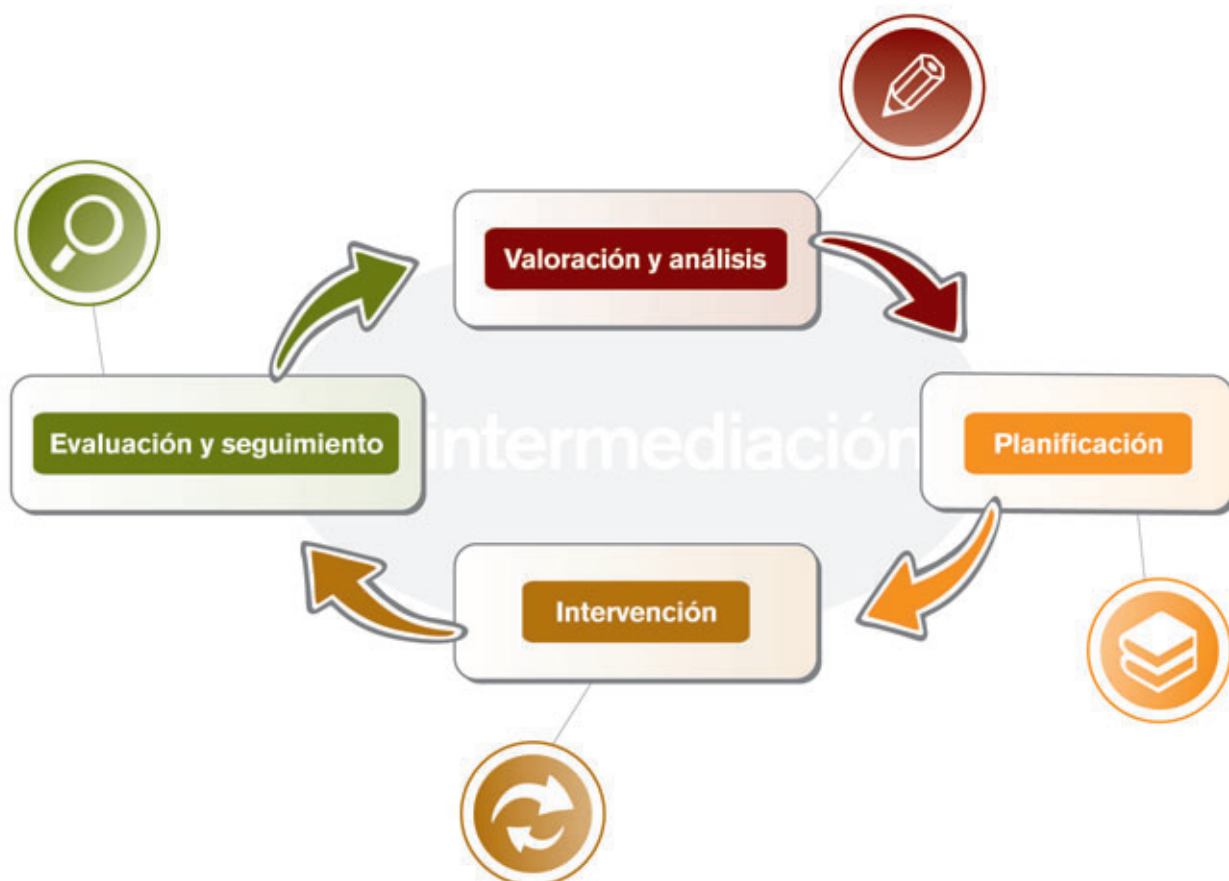 Valoración y análisis
Evaluación y seguimiento
intermediación
Planificación
Intervención